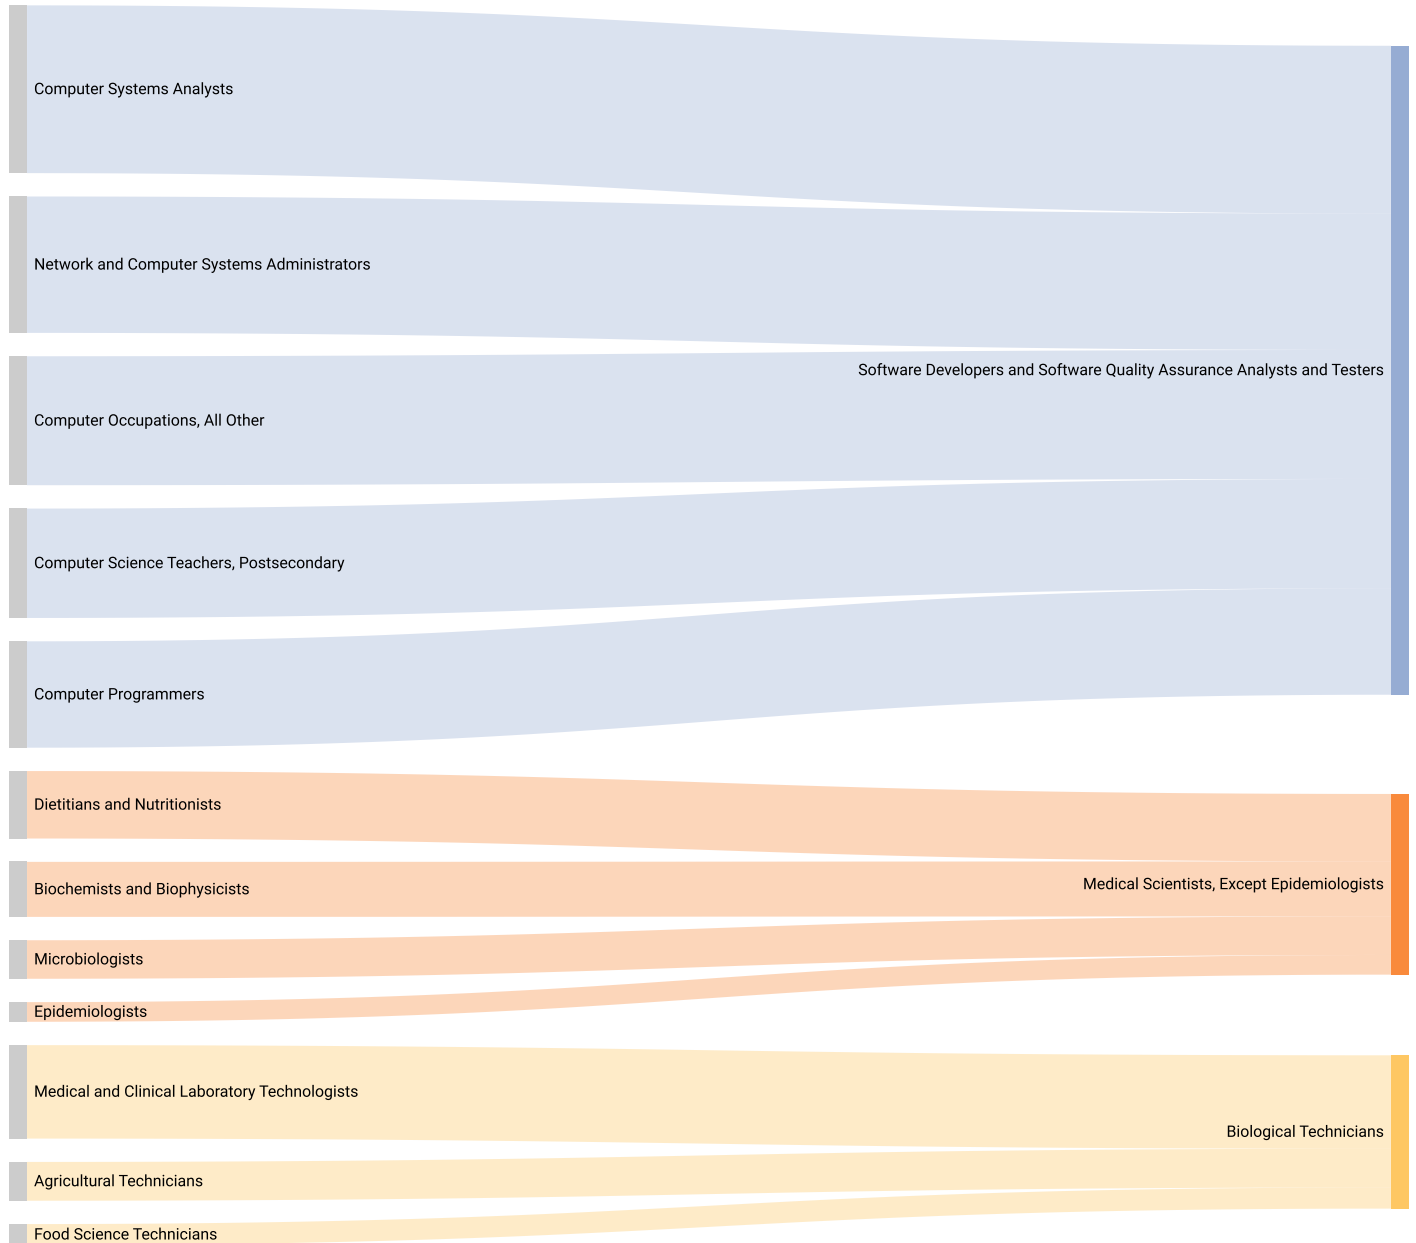 Computer Systems Analysts
Network and Computer Systems Administrators
Software Developers and Software Quality Assurance Analysts and Testers
Computer Occupations, All Other
Computer Science Teachers, Postsecondary
Computer Programmers
Dietitians and Nutritionists
Medical Scientists, Except Epidemiologists
Biochemists and Biophysicists
Microbiologists
Epidemiologists
Medical and Clinical Laboratory Technologists
Biological Technicians
Agricultural Technicians
Food Science Technicians